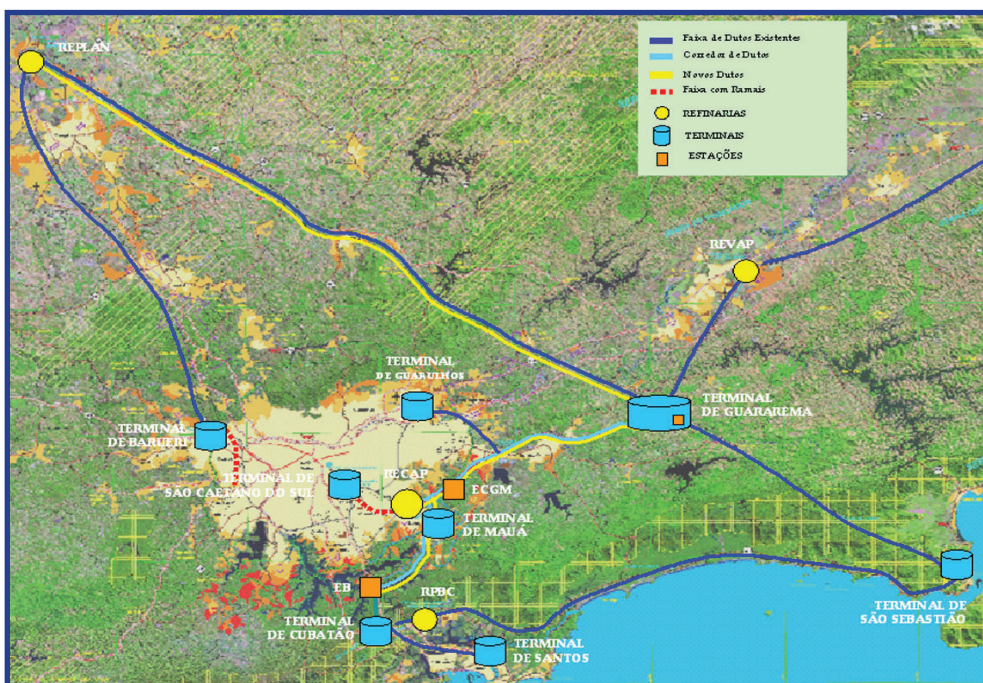 REPLAN
Faixa de Dutos Existentes
Corredor de Dutos
Novos Dutos
Faixa com Ramais
REFINARIAS
TERMINAIS
ESTAÇÕES
REVAP
TERMINAL
DE GUARULHOS
TERMINAL
DE GUARAREMA
TERMINAL
DE BARUERI
TERMINAL DE
SÃO CAETANO DO SUL
RECAP
ECGM
TERMINAL
DE MAUÁ
EB
RPBC
TERMINAL
DE CUBATÃO
TERMINAL
DE SANTOS
TERMINAL DE
SÃO SEBASTIÃO